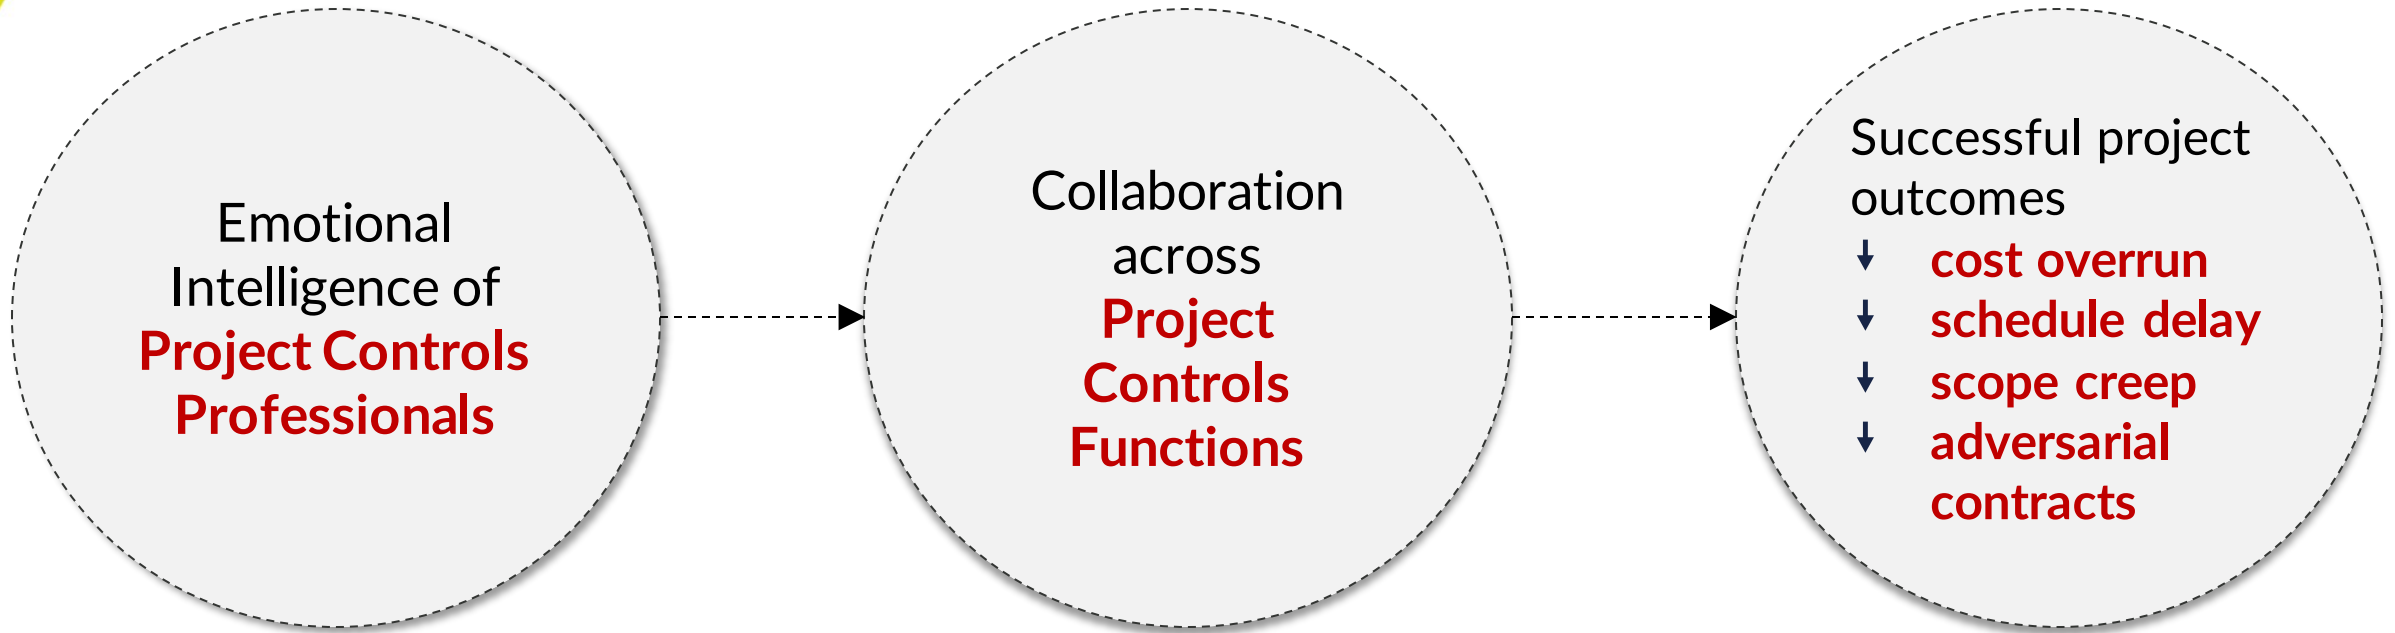 Emotional
Intelligence of
Project Controls
Professionals
Collaboration
across
Project
Controls
Functions
Successful project
outcomes
↓ cost overrun
↓ schedule delay
↓ scope creep
↓ adversarial
contracts